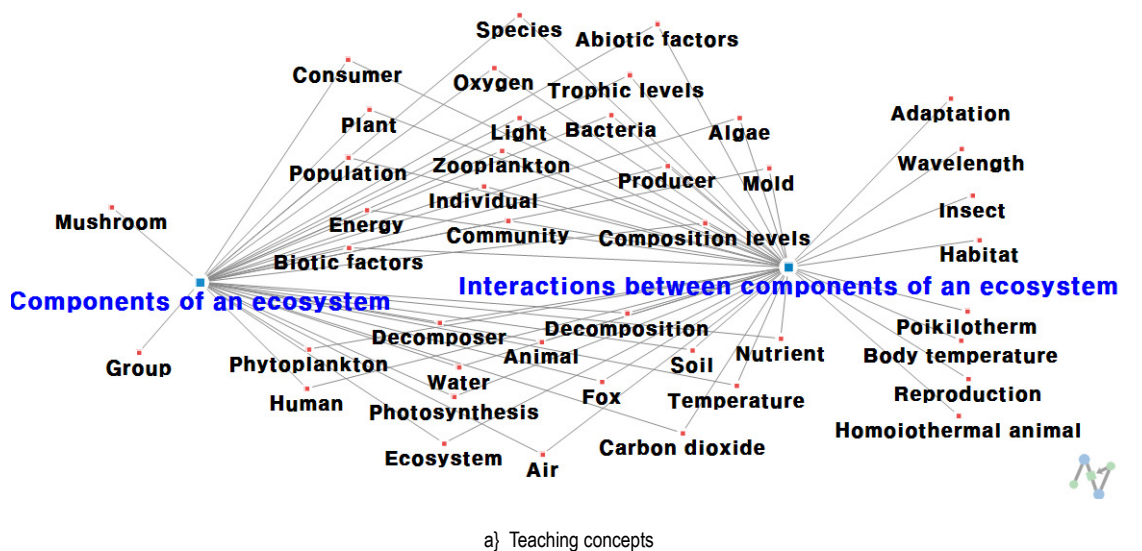 Species
Abiotic factors
Consumer
Oxygen
Trophic levels
Adaptation
Plant
Light
Bacteria
Algae
Wavelength
Population
Zooplankton
Producer
Mold
Individual
Insect
Mushroom
Energy
Community
Composition levels
Habitat
Biotic factors
Components of an ecosystem
Interactions between components of an ecosystem
Decomposer
Decomposition
Poikilotherm
Group
Phytoplankton
Animal
Soil
Nutrient
Body temperature
Water
Human
Photosynthesis
Fox
Temperature
Reproduction
Ecosystem
Air
Carbon dioxide
Homoiothermal animal
a} Teaching concepts